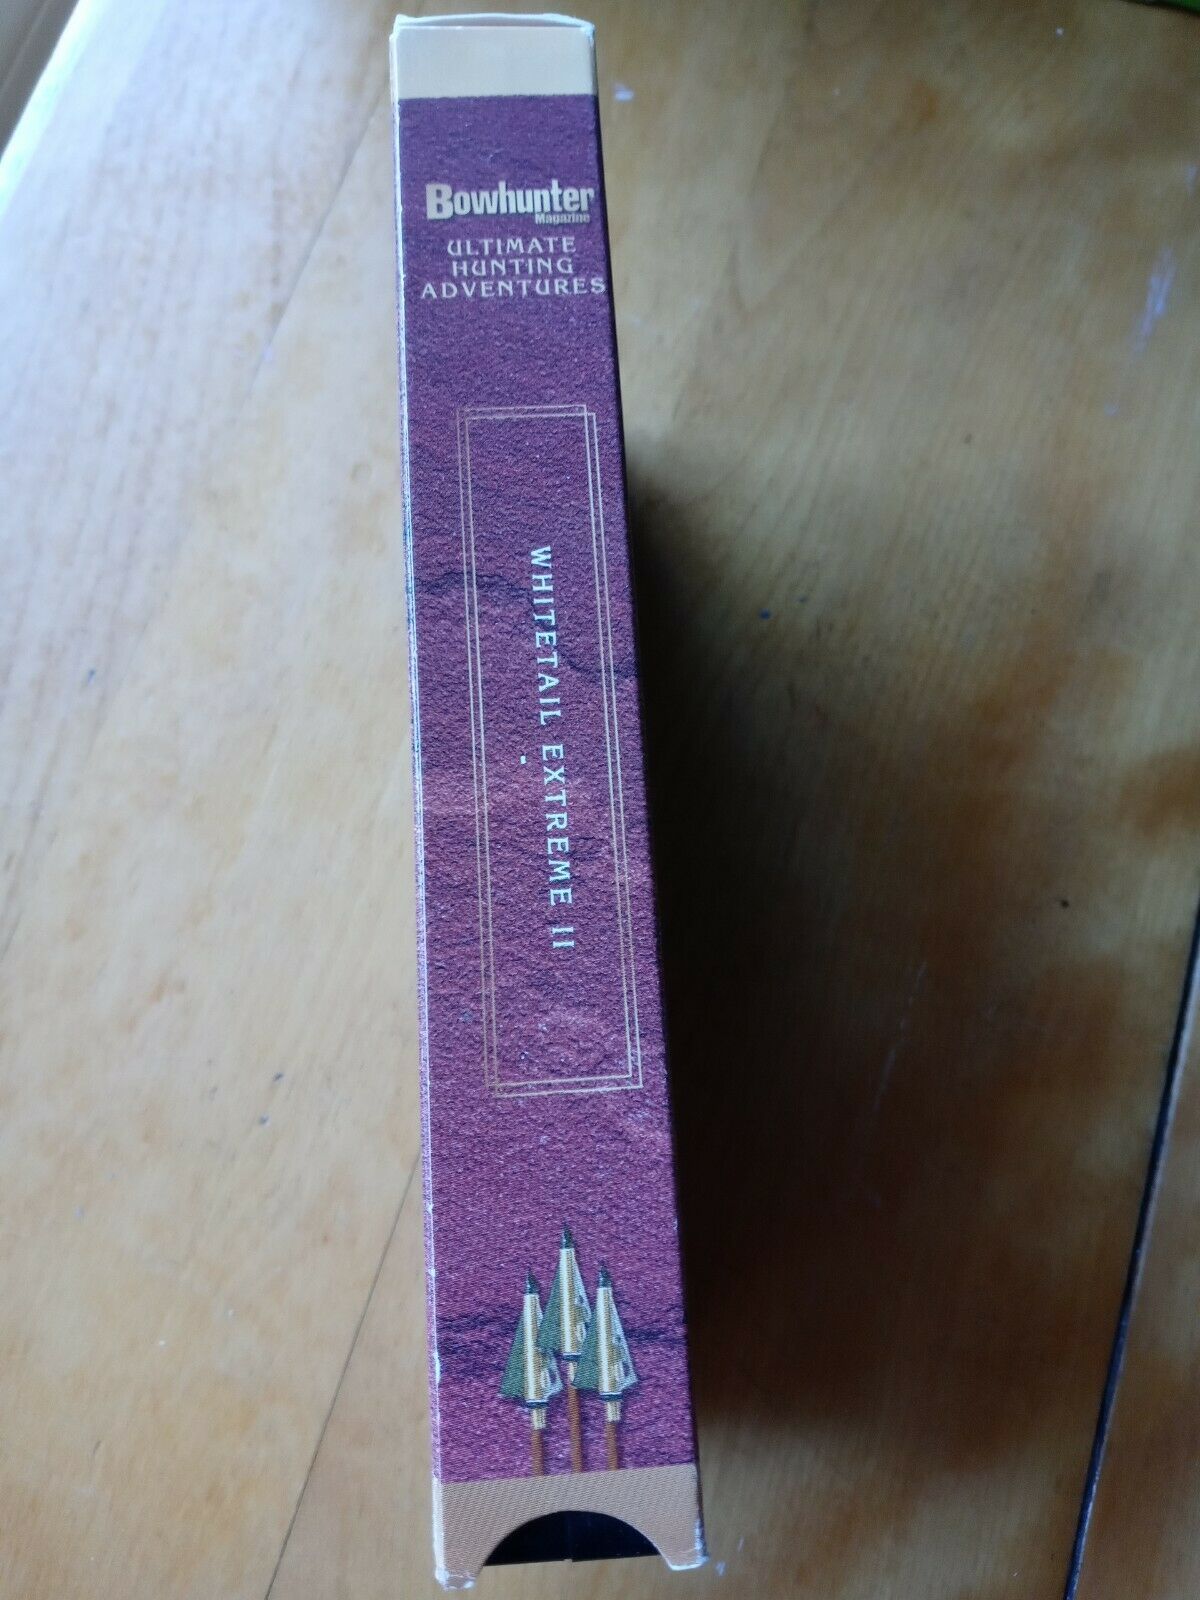 Bowhunter
Magazine
ULTIMATE
HUNTING
ADVENTURES
WHITETAIL EXTREME II